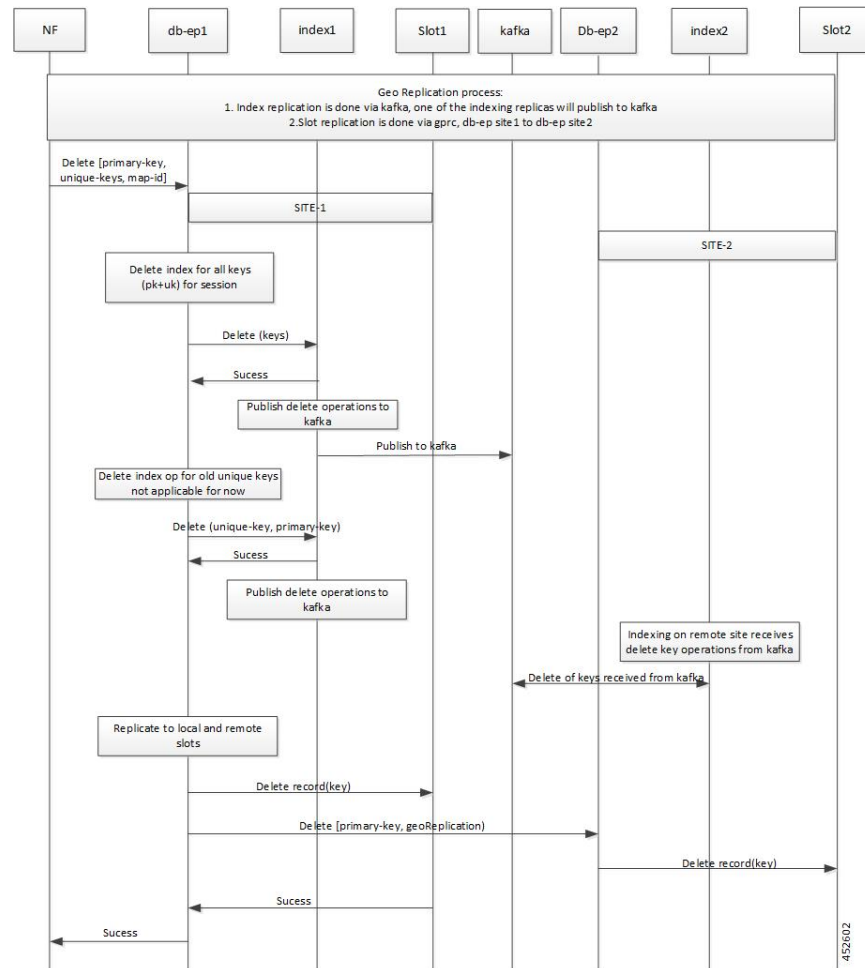 NF
db-ep1
index1
Slot1
kafka
Db-ep2
index2
Slot2
Geo Replication process:
1. Index replication is done via kafka, one of the indexing replicas will publish to kafka
2.Slot replication is done via gprc, db-ep site1 to db-ep site2
Delete [primary-key,
unique-keys, map-id]
SITE-1
SITE-2
Delete index for all keys
(pk+uk) for session
Delete (keys)
Sucess
Publish delete operations to
kafka
Publish to kafka
Delete index op for old unique keys
not applicable for now
Delete (unique-key, primary-key)
Sucess
Publish delete operations to
kafka
Indexing on remote site receives
delete key operations from kafka
Delete of keys received from kafka
Replicate to local and remote
slots
Delete record(key)
Delete [primary-key, geoReplication)
Delete record(key)
Sucess
Sucess
452602